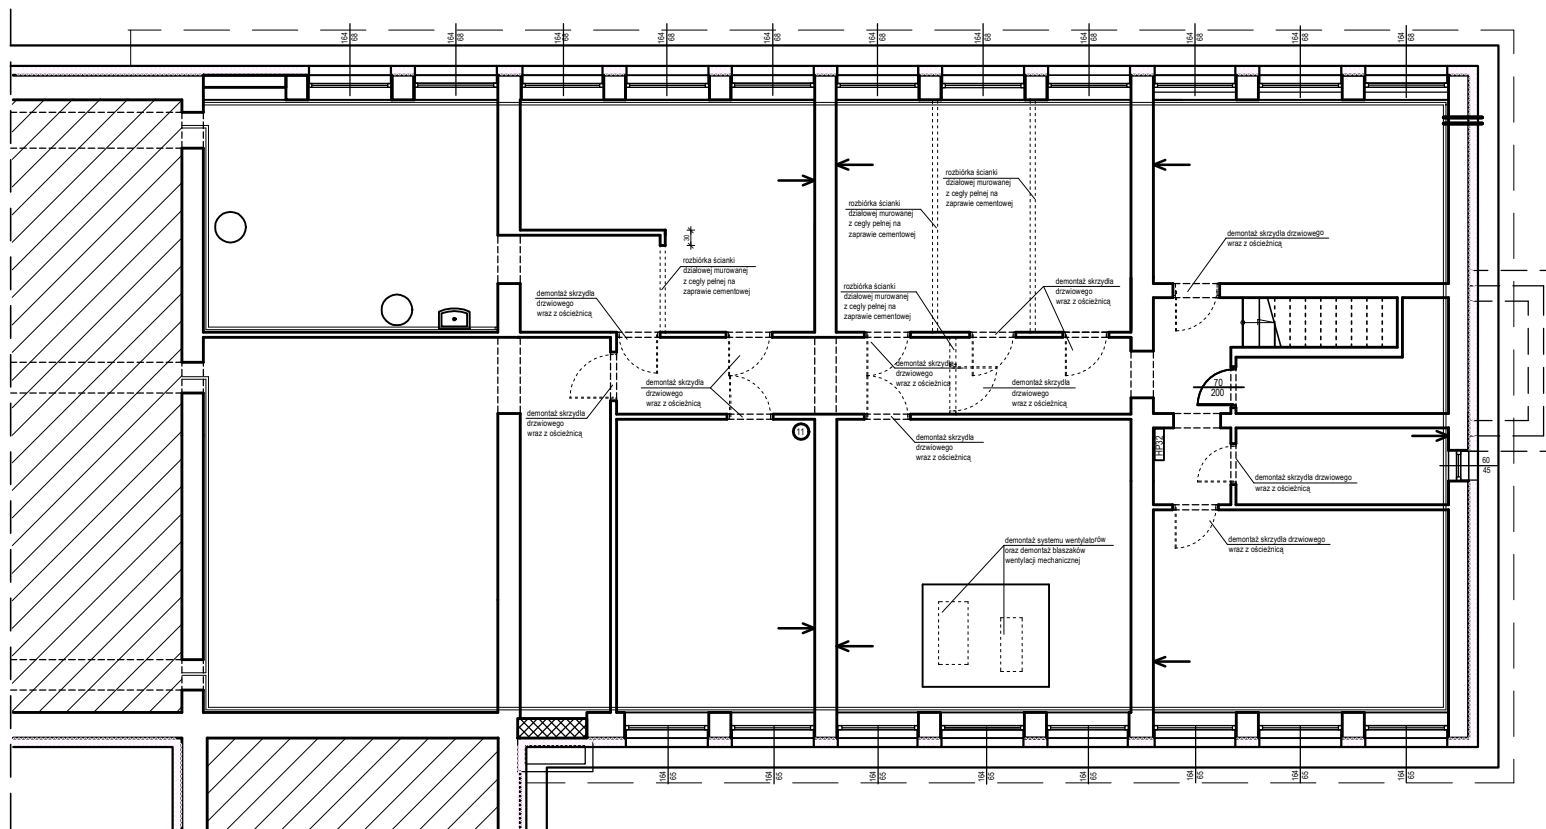 164
68
164
68
164
68
164
68
164
68
164
68
164
68
164
68
164
68
164
68
164
68
rozbiórka ścianki
działowej murowanej
z cegły pełnej na
zaprawie cementowej
rozbiórka ścianki
działowej murowanej
z cegły pełnej na
zaprawie cementowej
demontaż skrzydła drzwiowego
wraz z ościeżnicą
30
rozbiórka ścianki
działowej murowanej
z cegły pełnej na
zaprawie cementowej
demontaż skrzydła
drzwiowego
wraz z ościeżnicą
rozbiórka ścianki
działowej murowanej
z cegły pełnej na
zaprawie cementowej
demontaż skrzydła
drzwiowego
wraz z ościeżnicą
demontaż skrzydła
drzwiowego
wraz z ościeżnicą
demontaż skrzydła
drzwiowego
wraz z ościeżnicą
demontaż skrzydła
drzwiowego
wraz z ościeżnicą
70
200
demontaż skrzydła
drzwiowego
wraz z ościeżnicą
11
demontaż skrzydła
drzwiowego
wraz z ościeżnicą
HP32
60
45
demontaż skrzydła drzwiowego
wraz z ościeżnicą
demontaż systemu wentylatorów
oraz demontaż blaszaków
wentylacji mechanicznej
demontaż skrzydła drzwiowego
wraz z ościeżnicą
164
65
164
65
164
65
164
65
164
65
164
65
164
65
164
65